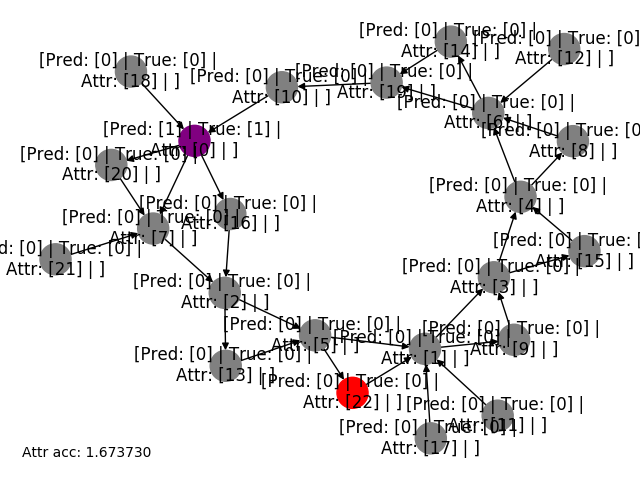 [Pred: [0] | True: [0] |
Attr: [14] | ]
[Pred: [0] | True: [0]
Attr: [12] | ]
[Pred: [0] | True: [0] |
Attr: [18] | ]
[Pred: [0] | True: [0] |
Attr: [10] | ]
[Pred: [0] | True: [0] |
Attr: [19] | ]
[Pred: [0] | True: [0] |
Attr: [6] | ]
[Pred: [1] | True: [1] |
Attr: [0] | ]
[Pred: [0] | True: [0
Attr: [8] | ]
[Pred: [0] | True: [0] |
Attr: [20] | ]
[Pred: [0] | True: [0] |
Attr: [4] | ]
[Pred: [0] | True: [0] |
Attr: [16] | ]
[Pred: [0] | True: [0] |
Attr: [7] | ]
d: [0] | True: [0] |
Attr: [21] | ]
[Pred: [0] | True: [
Attr: [15] | ]
[Pred: [0] | True: [0] |
Attr: [3] | ]
[Pred: [0] | True: [0] |
Attr: [2] | ]
[Pred: [0] | True: [0] |
Attr: [5] | ]
[Pred: [0] | True: [0] |
Attr: [1] | ]
[Pred: [0] | True: [0] |
Attr: [9] | ]
[Pred: [0] | True: [0] |
Attr: [13] | ]
[Pred: [0] | True: [0] |
Attr: [22] | ]
[Pred: [0] | True: [0] |
Attr: [11] | ]
[Pred: [0] | True: [0] |
Attr: [17] | ]
Attr acc: 1.673730